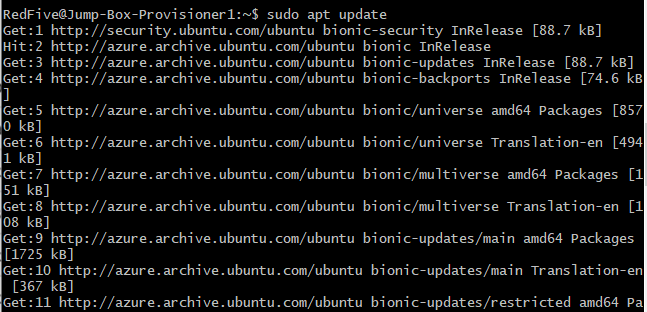 RedFive@Jump-Box-Provisioner1:~$ sudo apt update
Get:1 http://security.ubuntu.com/ubuntu bionic-security InRelease [88.7 kB]
Hit:2 http://azure.archive.ubuntu.com/ubuntu bionic InRelease
Get:3 http://azure.archive.ubuntu.com/ubuntu bionic-updates InRelease [88.7 kB]
Get:4 http://azure.archive.ubuntu.com/ubuntu bionic-backports InRelease [74.6 kB
]
Get:5 http://azure.archive.ubuntu.com/ubuntu bionic/universe amd64 Packages [857
0 kB]
Get:6 http://azure.archive.ubuntu.com/ubuntu bionic/universe Translation-en [494
1 kB]
Get:7 http://azure.archive.ubuntu.com/ubuntu bionic/multiverse amd64 Packages [1
51 kB]
Get:8 http://azure.archive.ubuntu.com/ubuntu bionic/multiverse Translation-en [1
08 kB]
Get:9 http://azure.archive.ubuntu.com/ubuntu bionic-updates/main amd64 Packages
[1725 kB]
Get:10 http://azure.archive.ubuntu.com/ubuntu bionic-updates/main Translation-en
 [367 kB]
Get:11 http://azure.archive.ubuntu.com/ubuntu bionic-updates/restricted amd64 Pa